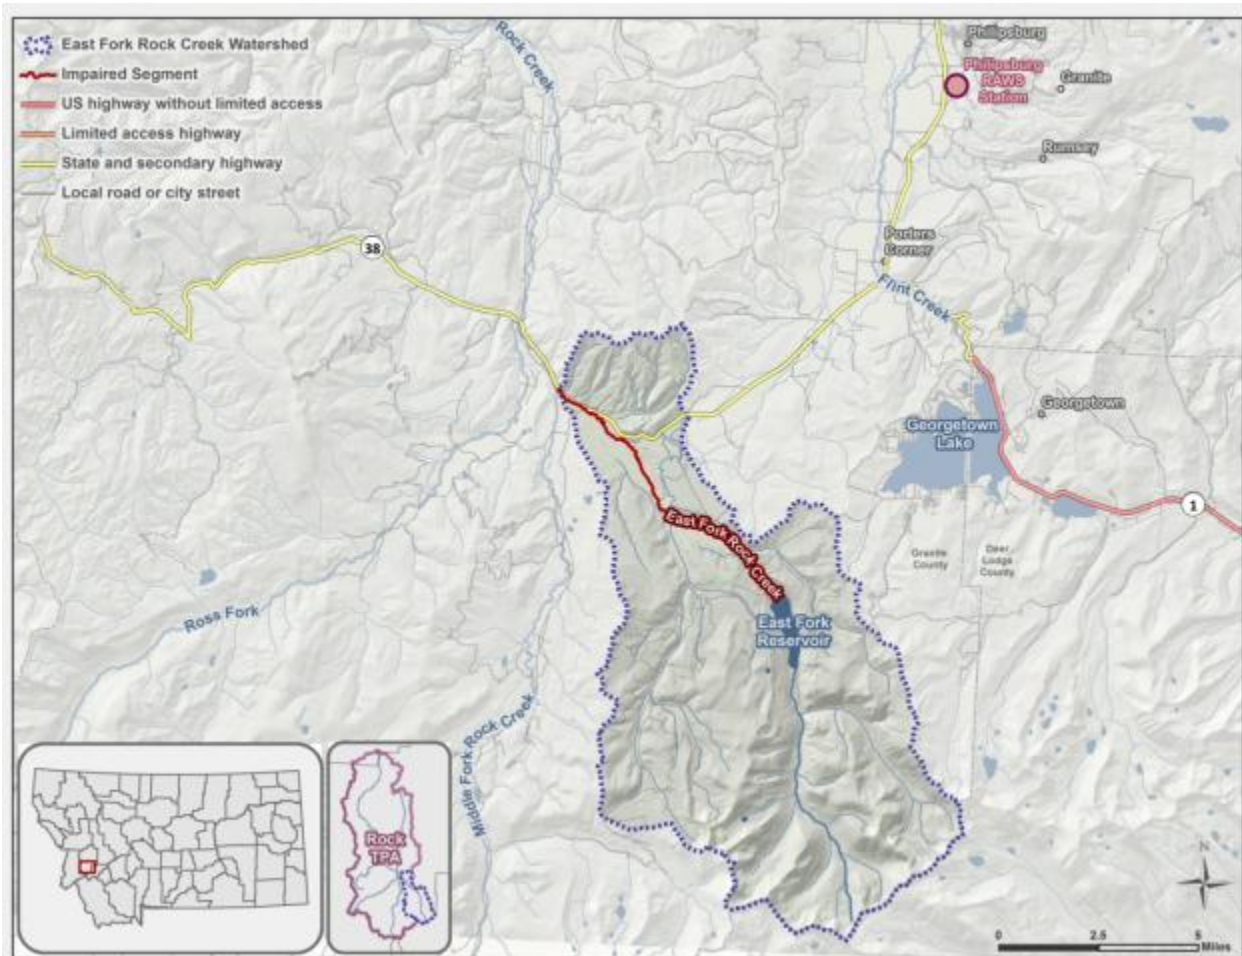 East Fork Rock Creek Watershed
Impaired Segment
US highway without limited access
Limited access highway
State and secondary highway
Local road or city street
Rock Creek
Philipsburg
Philipsburg
RAWS
Station
Granite
Rumsey
38
Porters
Corner
Flint Creek
Georgetown
Georgetown
Lake
1
East Fork Rock Creek
Granite
County
Deer
Lodge
County
East Fork
Reservoir
Ross Fork
Middle Fork Rock Creek
Rock
TPA
N
0
2.5
5
Miles